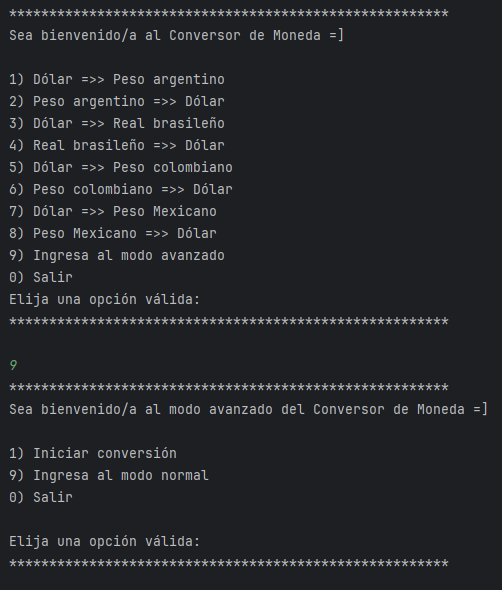 *******************************************************
Sea bienvenido/a al Conversor de Moneda =]
1) Dólar =>> Peso argentino
2) Peso argentino =>> Dólar
3) Dólar =>> Real brasileño
4) Real brasileño =>> Dólar
5) Dólar =>> Peso colombiano
6) Peso colombiano =>> Dólar
7) Dólar =>> Peso Mexicano
8) Peso Mexicano =>> Dólar
9) Ingresa al modo avanzado
0) Salir
Elija una opción válida:
*******************************************************
9
*******************************************************
Sea bienvenido/a al modo avanzado del Conversor de Moneda =]
1) Iniciar conversión
9) Ingresa al modo normal
0) Salir
Elija una opción válida:
*******************************************************